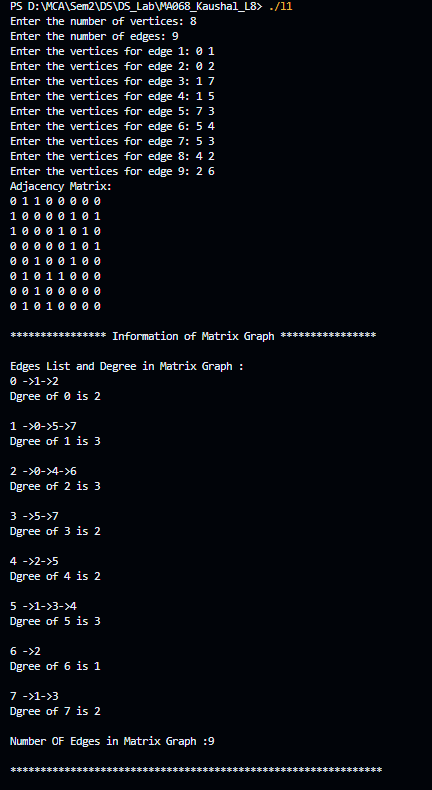 PS D:\MCA\Sem2\DS\DS_Lab\MA068_Kaushal_L8> ./l1
Enter the number of vertices: 8
Enter the number of edges: 9
Enter the vertices for edge 1: 0 1
Enter the vertices for edge 2: 0 2
Enter the vertices for edge 3: 1 7
Enter the vertices for edge 4: 1 5
Enter the vertices for edge 5: 7 3
Enter the vertices for edge 6: 5 4
Enter the vertices for edge 7: 5 3
Enter the vertices for edge 8: 4 2
Enter the vertices for edge 9: 2 6
Adjacency Matrix:
0 1 1 0 0 0 0 0
1 0 0 0 0 1 0 1
1 0 0 0 1 0 1 0
0 0 0 0 0 1 0 1
0 0 1 0 0 1 0 0
0 1 0 1 1 0 0 0
0 0 1 0 0 0 0 0
0 1 0 1 0 0 0 0
**************** Information of Matrix Graph ****************
Edges List and Degree in Matrix Graph :
0 ->1->2
Dgree of 0 is 2
1 ->0->5->7
Dgree of 1 is 3
2 ->0->4->6
Dgree of 2 is 3
3 ->5->7
Dgree of 3 is 2
4 ->2->5
Dgree of 4 is 2
5 ->1->3->4
Dgree of 5 is 3
6 ->2
Dgree of 6 is 1
7 ->1->3
Dgree of 7 is 2
Number OF Edges in Matrix Graph :9
**************************************************************